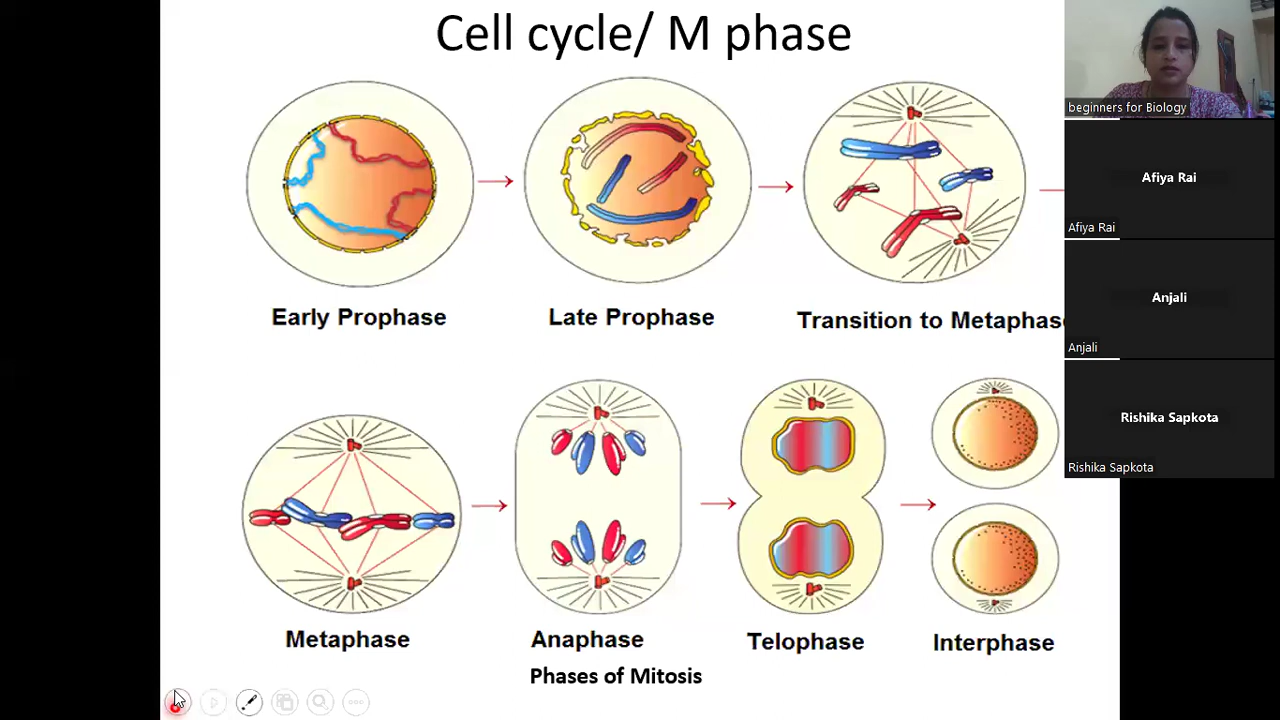 Cell cycle/ M phase
Early Prophase
Late Prophase
Transition to Metaphas
Metaphase
Anaphase
Telophase
Interphase
Phases of Mitosis
beginners for Biology
Afiya Rai
Afiya Rai
Anjali
Anjali
Rishika Sapkota
Rishika Sapkota